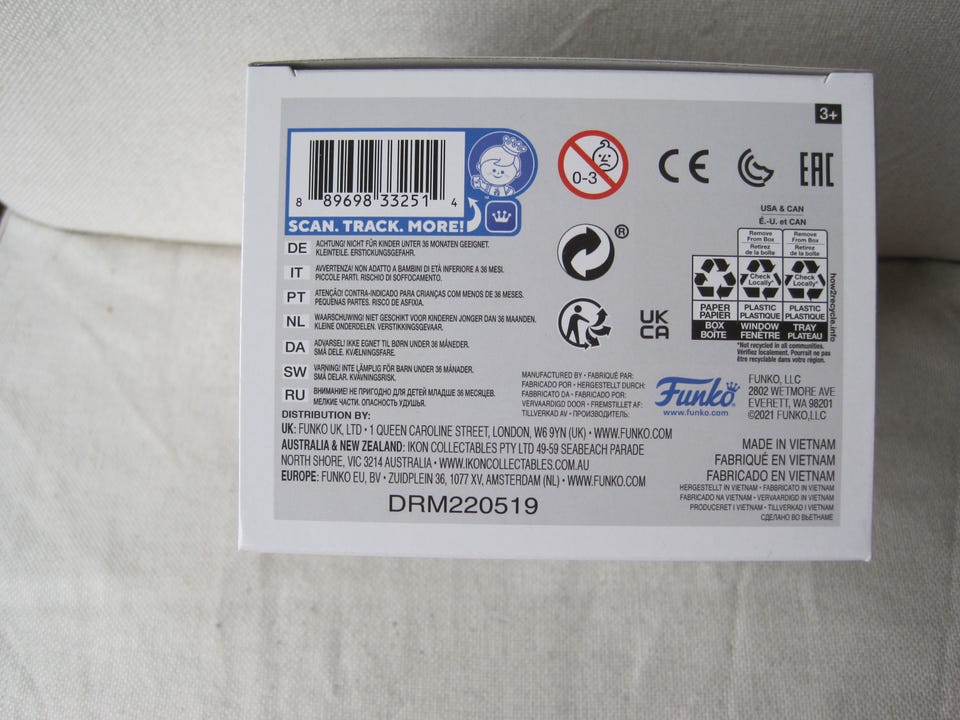 3+
8 89698 33251 4
SCAN. TRACK. MORE!
0-3
CE
EAC
®
UK
CA
USA & CAN
É.-U. et CAN
Remove From Box
Retirez de la boîte
Remove From Box
Retirez de la boîte
Check Locally*
Check Locally*
PAPER
PAPIER
BOX
BOÎTE
PLASTIC
PLASTIQUE
WINDOW
FENÊTRE
PLASTIC
PLASTIQUE
TRAY
PLATEAU
how2recycle.info
*Not recycled in all communities.
Vérifiez localement. Pourrait ne pas
être recyclable dans votre région.
DE ACHTUNG! NICHT FÜR KINDER UNTER 36 MONATEN GEEIGNET.
KLEINTEILE. ERSTICKUNGSGEFAHR.
IT AVVERTENZA! NON ADATTO A BAMBINI DI ETÀ INFERIORE A 36 MESI.
PICCOLE PARTI. RISCHIO DI SOFFOCAMENTO.
PT ATENÇÃO! CONTRA-INDICADO PARA CRIANÇAS COM MENOS DE 36 MESES.
PEQUENAS PARTES. RISCO DE ASFIXIA.
NL WAARSCHUWING! NIET GESCHIKT VOOR KINDEREN JONGER DAN 36 MAANDEN.
KLEINE ONDERDELEN. VERSTIKKINGSGEVAAR.
DA ADVARSEL! IKKE EGNET TIL BØRN UNDER 36 MÅNEDER.
SMÅ DELE. KVÆLNINGSFARE.
SW VARNING! INTE LÄMPLIG FÖR BARN UNDER 36 MÅNADER.
SMÅ DELAR. KVÄVNINGSRISK.
RU ВНИМАНИЕ! НЕ ПРИГОДНО ДЛЯ ДЕТЕЙ МЛАДШЕ 36 МЕСЯЦЕВ.
МЕЛКИЕ ЧАСТИ. ОПАСНОСТЬ УДУШЬЯ.
MANUFACTURED BY • FABRIQUÉ PAR:
FABRICADO POR • HERGESTELLT DURCH:
FABBRICATO DA • FABRICADO POR:
VERVAARDIGD DOOR • FREMSTILLET AF:
TILLVERKAD AV • ПРОИЗВОДИТЕЛЬ:
Funko
www.funko.com
FUNKO, LLC
2802 WETMORE AVE
EVERETT, WA 98201
©2021 FUNKO,LLC
DISTRIBUTION BY:
UK: FUNKO UK, LTD • 1 QUEEN CAROLINE STREET, LONDON, W6 9YN (UK) • WWW.FUNKO.COM
AUSTRALIA & NEW ZEALAND: IKON COLLECTABLES PTY LTD 49-59 SEABEACH PARADE
NORTH SHORE, VIC 3214 AUSTRALIA • WWW.IKONCOLLECTABLES.COM.AU
EUROPE: FUNKO EU, BV • ZUIDPLEIN 36, 1077 XV, AMSTERDAM (NL) • WWW.FUNKO.COM
DRM220519
MADE IN VIETNAM
FABRIQUÉ EN VIETNAM
FABRICADO EN VIETNAM
HERGESTELLT IN VIETNAM • FABBRICATO IN VIETNAM
FABRICADO NA VIETNAM • VERVAARDIGD IN VIETNAM
PRODUCERET I VIETNAM • TILLVERKAD I VIETNAM
СДЕЛАНО ВО ВЬЕТНАМЕ